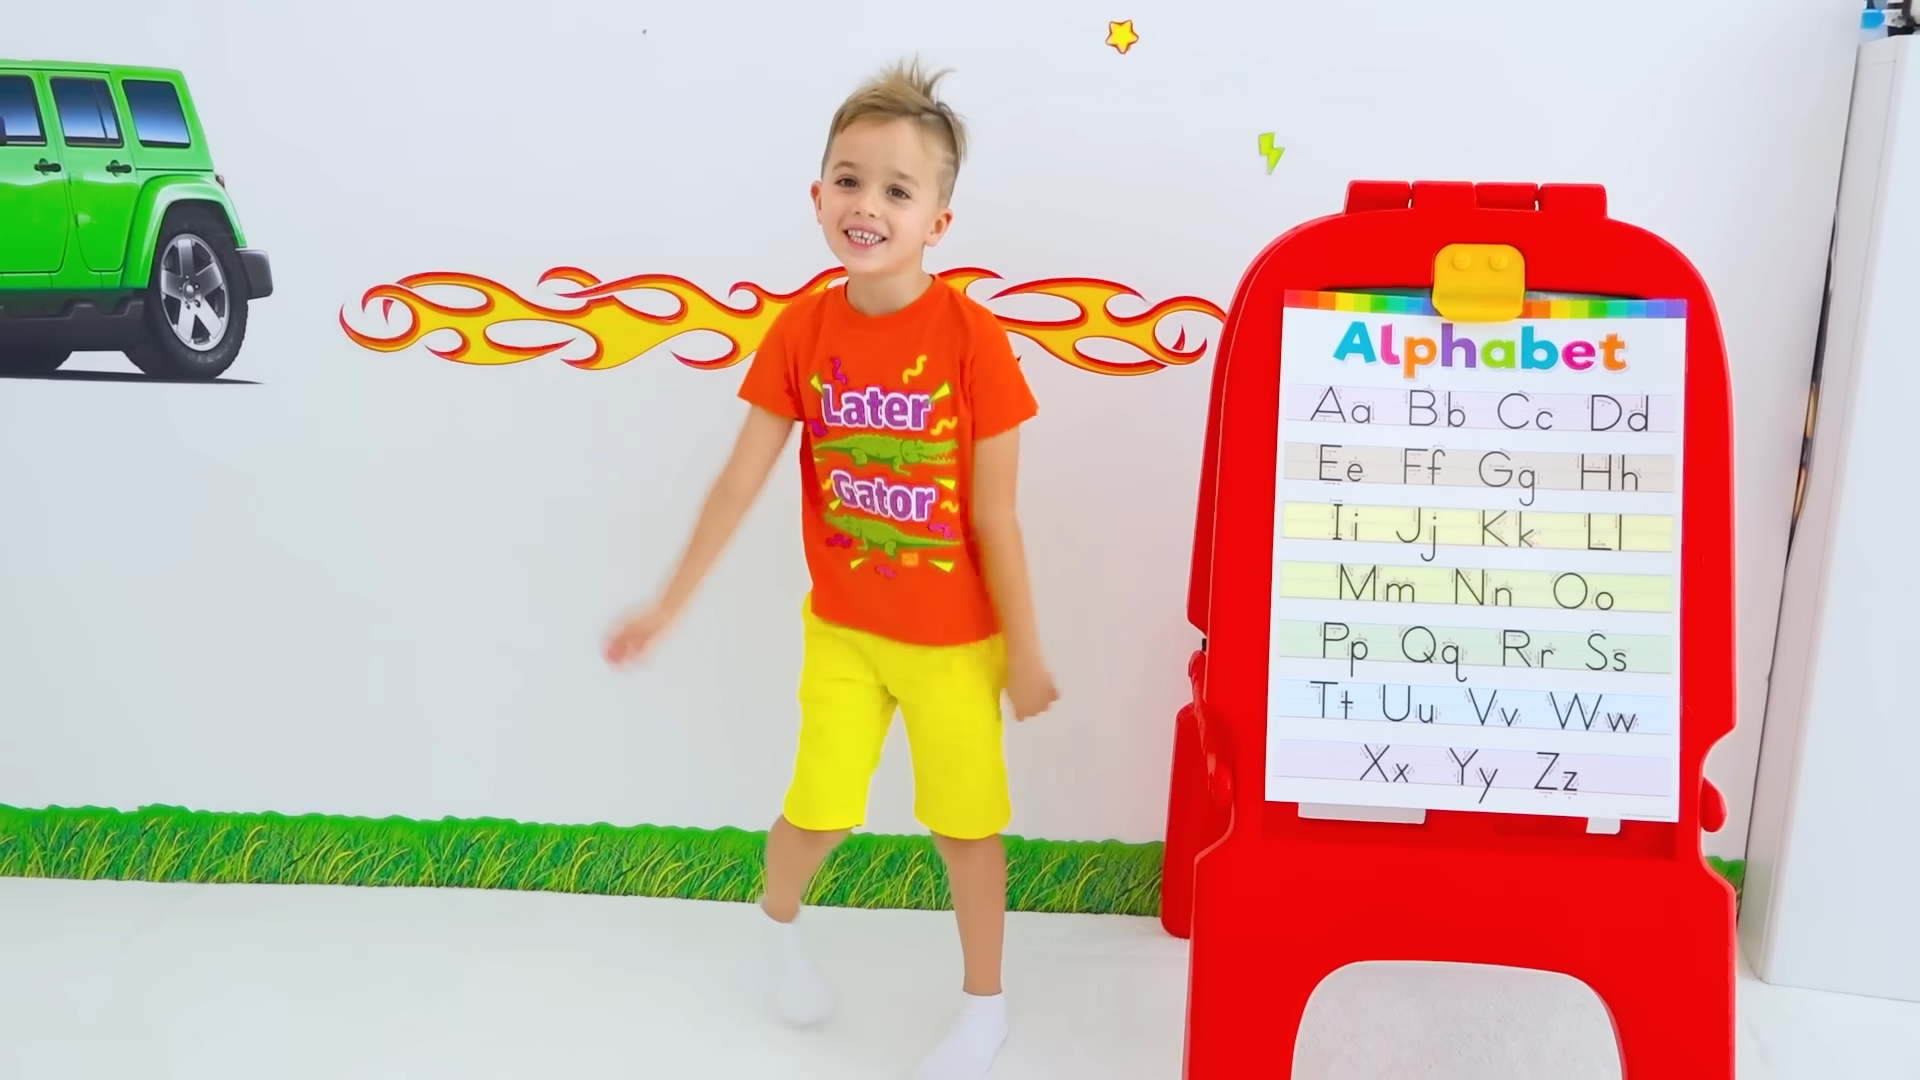 Later
Gator
Alphabet
Aa Bb Cc Dd
Ee Ff Gg Hh
Ii Jj Kk Ll
Mm Nn Oo
Pp Qq Rr Ss
Tt Uu Vv Ww
Xx Yy Zz